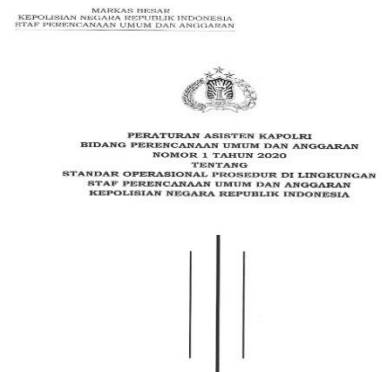 MARKAS BESAR
KEPOLISIAN NEGARA REPUBLIK INDONESIA
STAF PERENCANAAN UMUM DAN ANGGARAN
PERATURAN ASISTEN KAPOLRI
BIDANG PERENCANAAN UMUM DAN ANGGARAN
NOMOR 1 TAHUN 2020
TENTANG
STANDAR OPERASIONAL PROSEDUR DI LINGKUNGAN
STAF PERENCANAAN UMUM DAN ANGGARAN
KEPOLISIAN NEGARA REPUBLIK INDONESIA